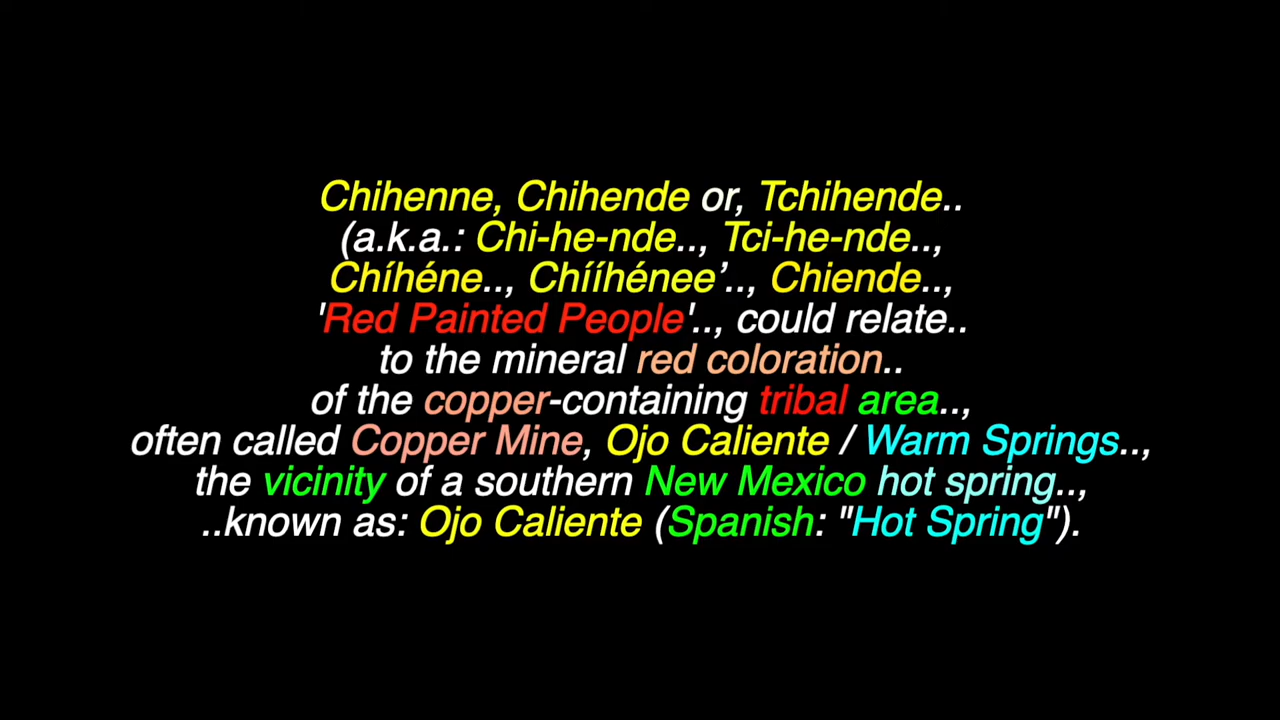 Chihenne, Chihende or, Tchihende..
(a.k.a.: Chi-he-nde.., Tci-he-nde..,
Chíhéne.., Chííhénee’.., Chiende..,
'Red Painted People'.., could relate..
to the mineral red coloration..
of the copper-containing tribal area..,
often called Copper Mine, Ojo Caliente / Warm Springs..,
the vicinity of a southern New Mexico hot spring..,
..known as: Ojo Caliente (Spanish: "Hot Spring").